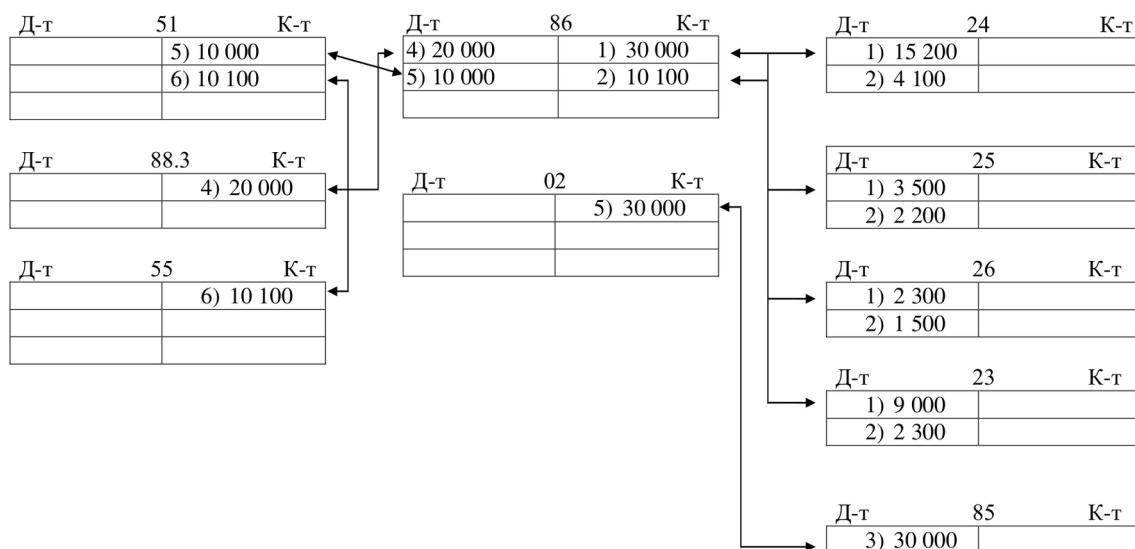 Д-т 51 К-т
5) 10 000
6) 10 100
Д-т 88.3 К-т
4) 20 000
Д-т 55 К-т
6) 10 100
Д-т 86 К-т
4) 20 000 1) 30 000
5) 10 000 2) 10 100
Д-т 02 К-т
5) 30 000
Д-т 24 К-т
1) 15 200
2) 4 100
Д-т 25 К-т
1) 3 500
2) 2 200
Д-т 26 К-т
1) 2 300
2) 1 500
Д-т 23 К-т
1) 9 000
2) 2 300
Д-т 85 К-т
3) 30 000